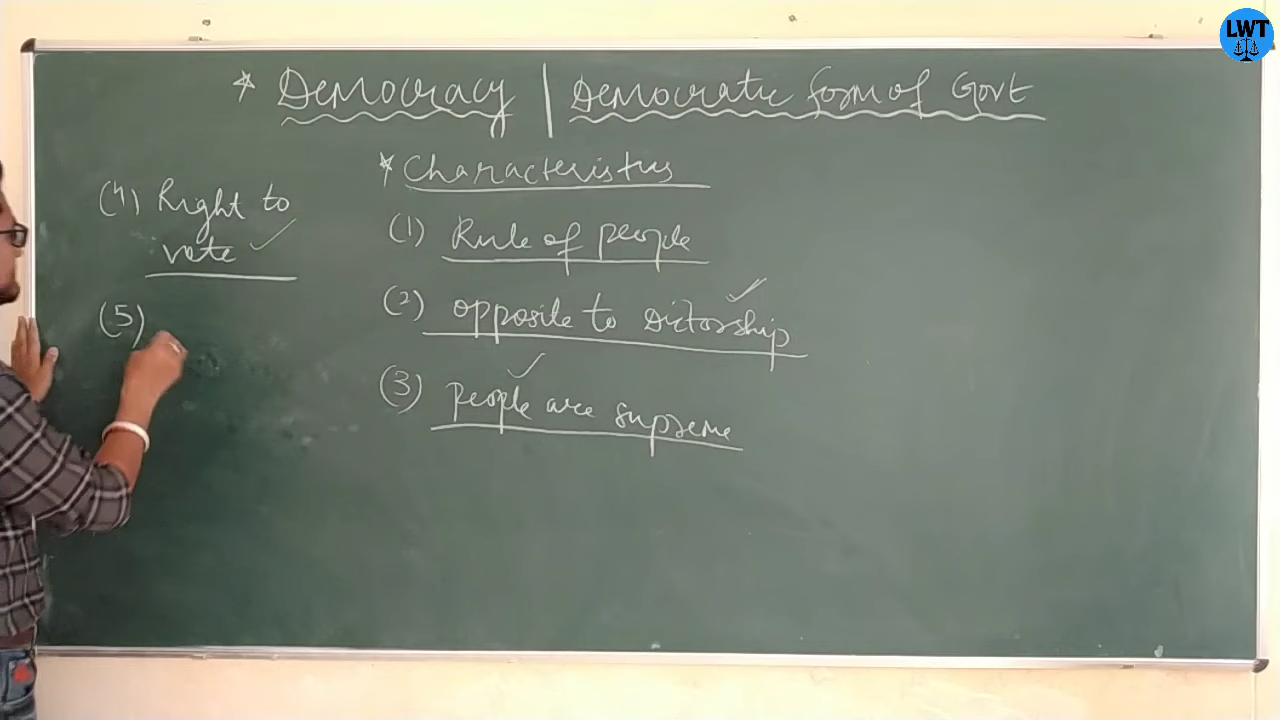 LWT
* Democracy | Democratic form of Govt
* Characteristics
(1) Rule of people
(2) opposite to Dictorship
(3) people are supreme
(4) Right to
vote
(5)